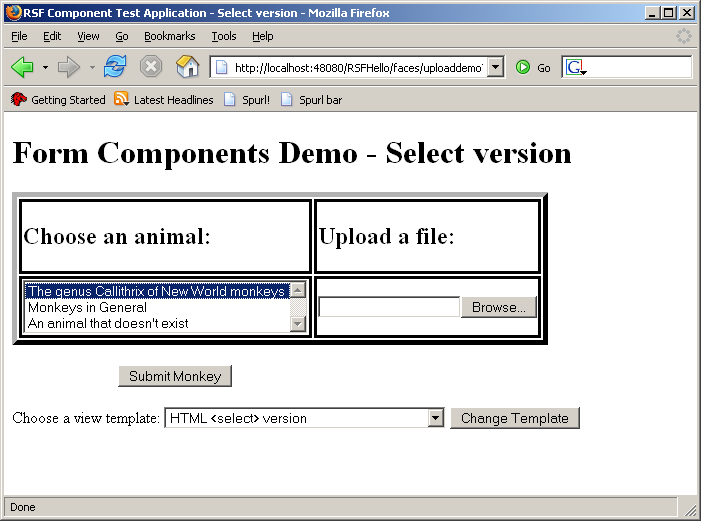 RSF Component Test Application - Select version - Mozilla Firefox
File Edit View Go Bookmarks Tools Help
http://localhost:48080/RSFHello/faces/uploaddemo Go G
Getting Started Latest Headlines Spurl! Spurl bar
Form Components Demo - Select version
Choose an animal: Upload a file:
The genus Callithrix of New World monkeys
Monkeys in General
An animal that doesn't exist
Browse...
Submit Monkey
Choose a view template: HTML <select> version Change Template
Done